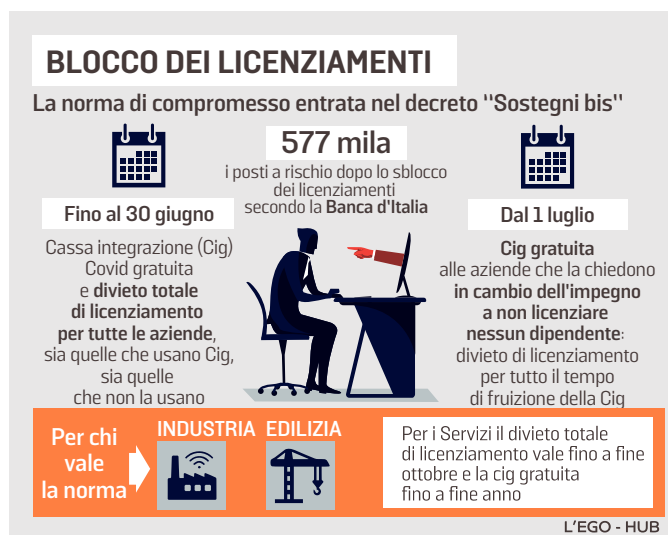 BLOCCO DEI LICENZIAMENTI
La norma di compromesso entrata nel decreto "Sostegni bis"
Fino al 30 giugno
Cassa integrazione (Cig)
Covid gratuita
e divieto totale
di licenziamento
per tutte le aziende,
sia quelle che usano Cig,
sia quelle
che non la usano
577 mila
i posti a rischio dopo lo sblocco
dei licenziamenti
secondo la Banca d'Italia
Dal 1 luglio
Cig gratuita
alle aziende che la chiedono
in cambio dell'impegno
a non licenziare
nessun dipendente:
divieto di licenziamento
per tutto il tempo
di fruizione della Cig
Per chi
vale
la norma
INDUSTRIA
EDILIZIA
Per i Servizi il divieto totale
di licenziamento vale fino a fine
ottobre e la cig gratuita
fino a fine anno
L'EGO - HUB